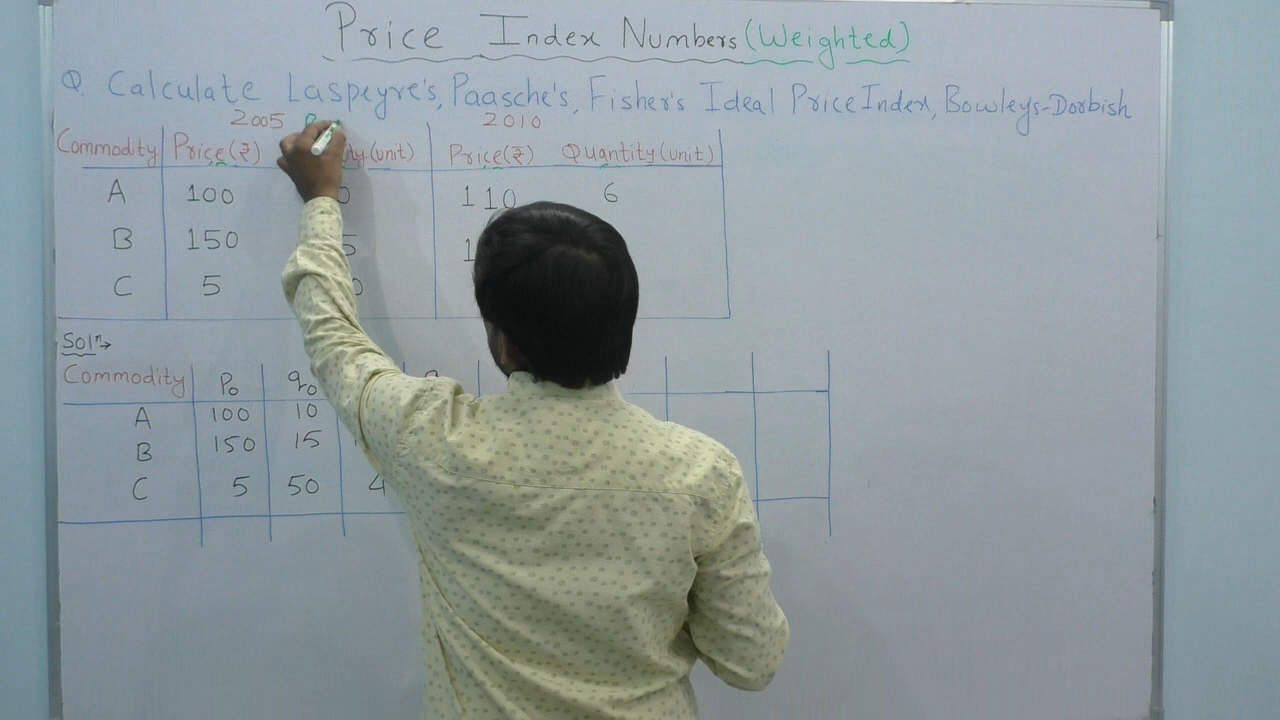 Price Index Numbers (Weighted)
Q Calculate Laspeyre's, Paasche's, Fisher's Ideal Price Index, Bowleys-Dorbish
2005 2010
Commodity Price(₹) (unit) Price(₹) Quantity(unit)
A 100 110 6
B 150
C 5
Solⁿ→
Commodity P₀ q₀
A 100 10
B 150 15
C 5 50 4